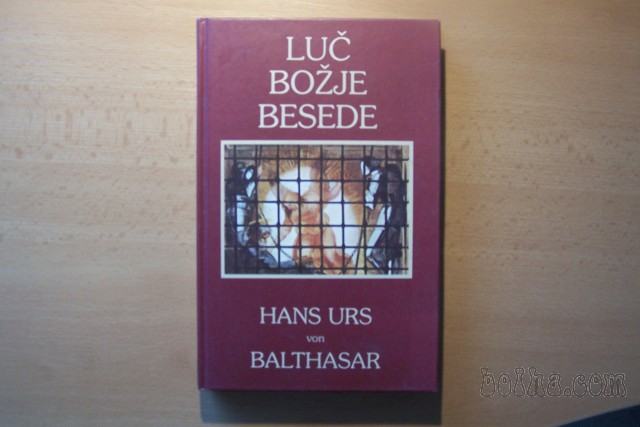 LUČ
BOŽJE
BESEDE
HANS URS
von
BALTHASAR
bolha.com